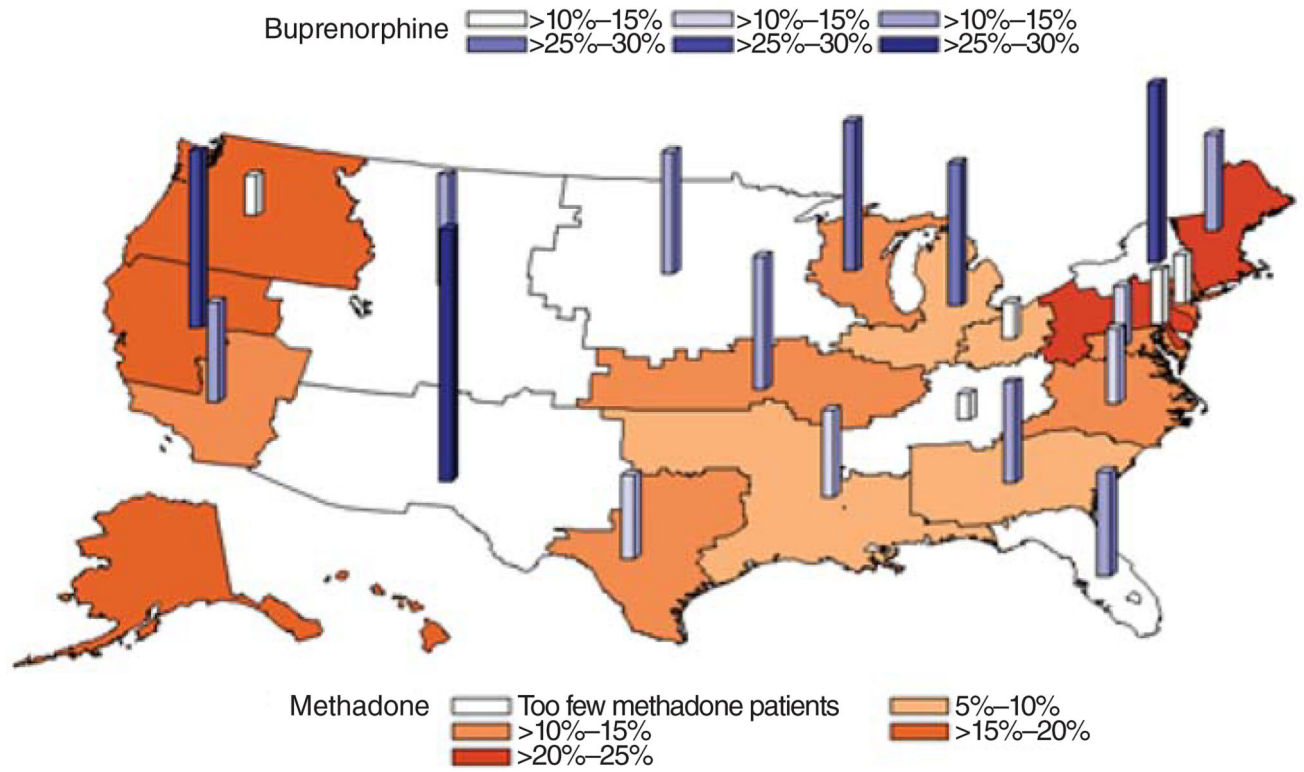 Buprenorphine >10%–15% >10%–15% >10%–15%
>25%–30% >25%–30% >25%–30%
Methadone Too few methadone patients 5%–10%
>10%–15% >15%–20%
>20%–25%